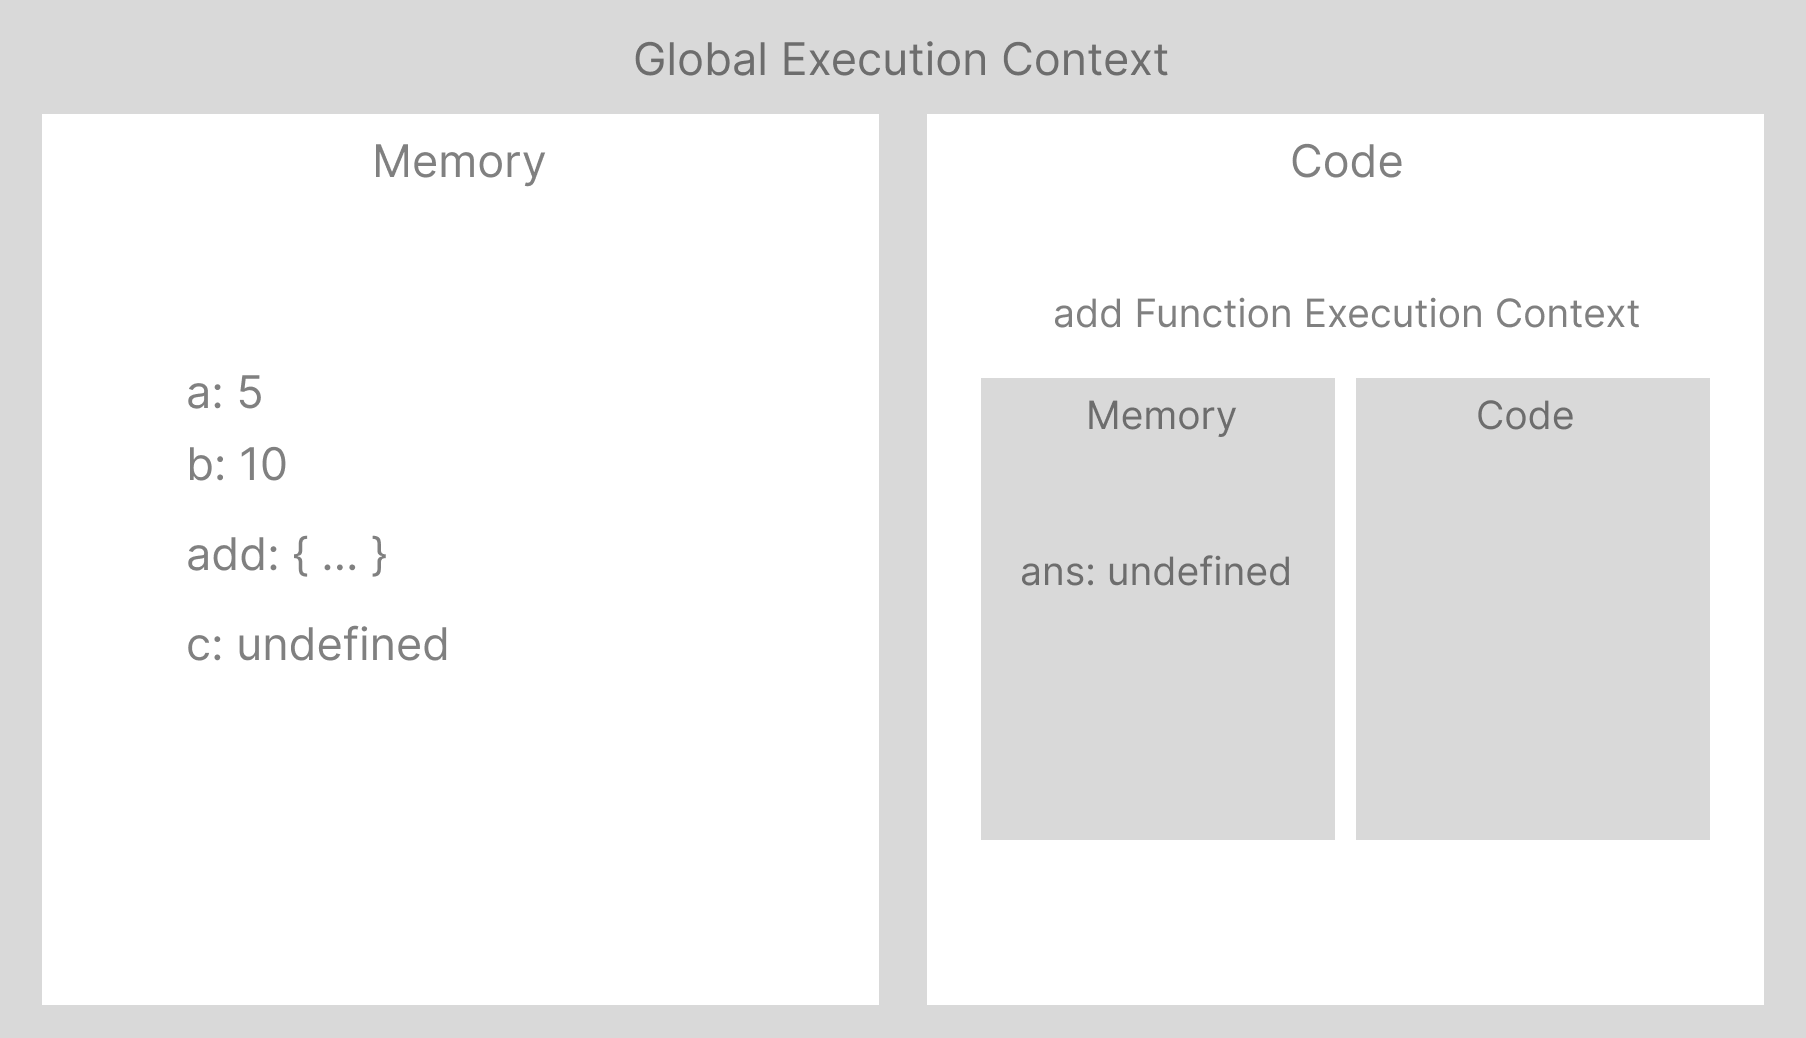 Global Execution Context
Memory
a: 5
b: 10
add: { ... }
c: undefined
Code
add Function Execution Context
Memory
ans: undefined
Code